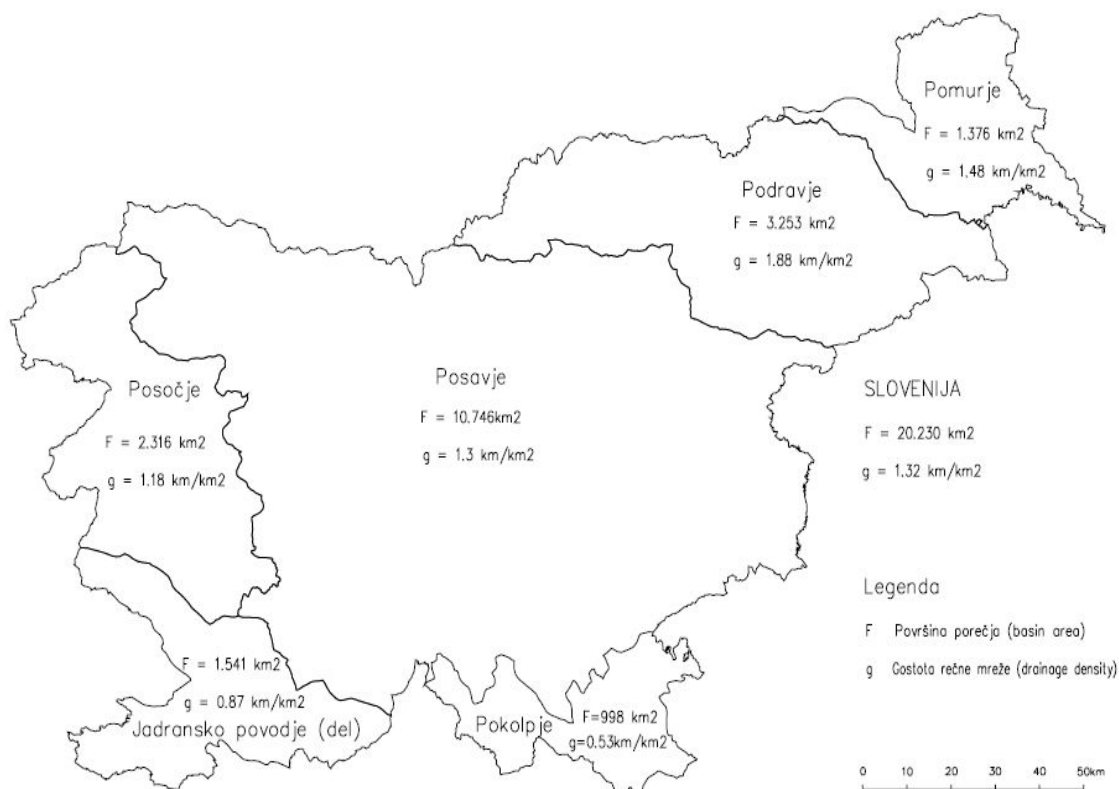 Pomurje
F = 1.376 km2
g = 1.48 km/km2
Podravje
F = 3.253 km2
g = 1.88 km/km2
Posočje
F = 2.316 km2
g = 1.18 km/km2
Posavje
F = 10.746km2
g = 1.3 km/km2
SLOVENIJA
F = 20.230 km2
g = 1.32 km/km2
F = 1.541 km2
g = 0.87 km/km2
Jadransko povodje (del)
Pokolpje
F=998 km2
g=0.53km/km2
Legenda
F Površina porečja (basin area)
g Gostota rečne mreže (drainage density)
0 10 20 30 40 50km